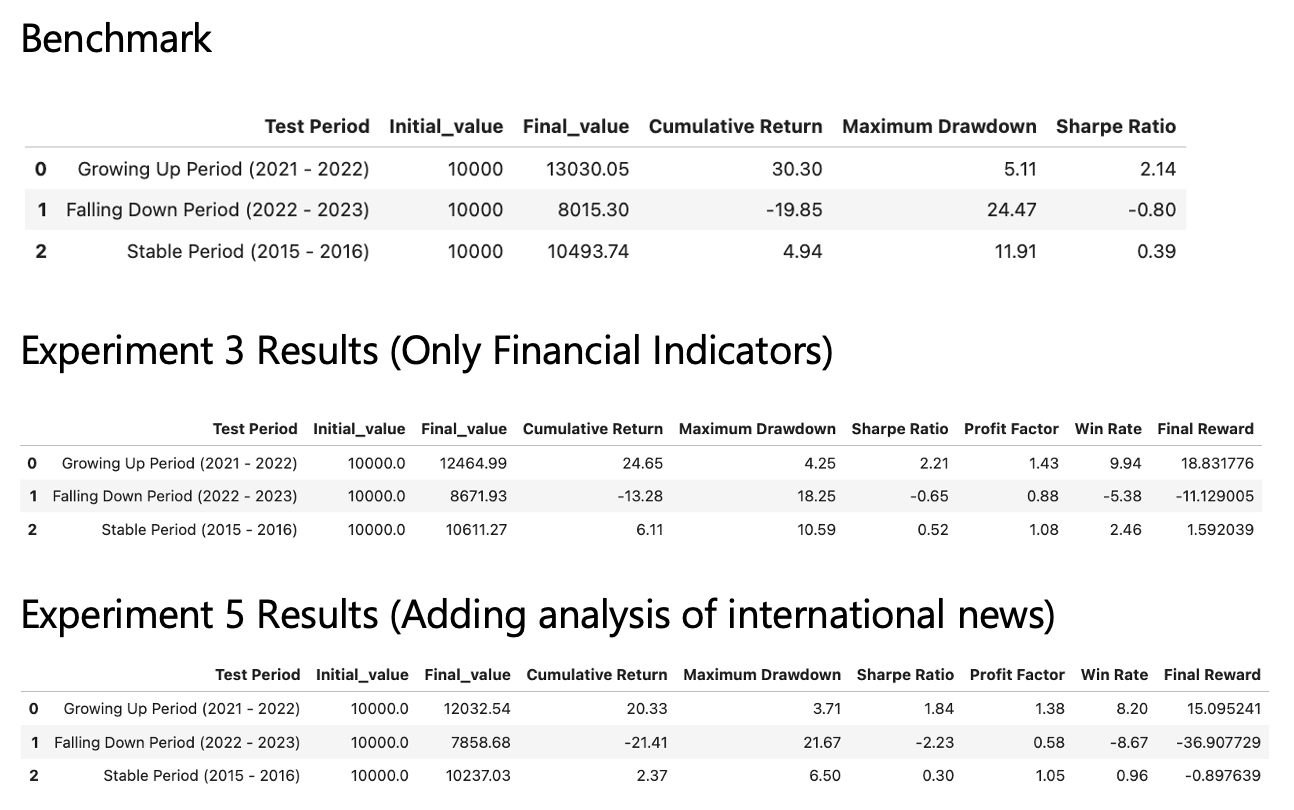 Benchmark
Test Period Initial_value Final_value Cumulative Return Maximum Drawdown Sharpe Ratio
0 Growing Up Period (2021 - 2022) 10000 13030.05 30.30 5.11 2.14
1 Falling Down Period (2022 - 2023) 10000 8015.30 -19.85 24.47 -0.80
2 Stable Period (2015 - 2016) 10000 10493.74 4.94 11.91 0.39
Experiment 3 Results (Only Financial Indicators)
Test Period Initial_value Final_value Cumulative Return Maximum Drawdown Sharpe Ratio Profit Factor Win Rate Final Reward
0 Growing Up Period (2021 - 2022) 10000.0 12464.99 24.65 4.25 2.21 1.43 9.94 18.831776
1 Falling Down Period (2022 - 2023) 10000.0 8671.93 -13.28 18.25 -0.65 0.88 -5.38 -11.129005
2 Stable Period (2015 - 2016) 10000.0 10611.27 6.11 10.59 0.52 1.08 2.46 1.592039
Experiment 5 Results (Adding analysis of international news)
Test Period Initial_value Final_value Cumulative Return Maximum Drawdown Sharpe Ratio Profit Factor Win Rate Final Reward
0 Growing Up Period (2021 - 2022) 10000.0 12032.54 20.33 3.71 1.84 1.38 8.20 15.095241
1 Falling Down Period (2022 - 2023) 10000.0 7858.68 -21.41 21.67 -2.23 0.58 -8.67 -36.907729
2 Stable Period (2015 - 2016) 10000.0 10237.03 2.37 6.50 0.30 1.05 0.96 -0.897639